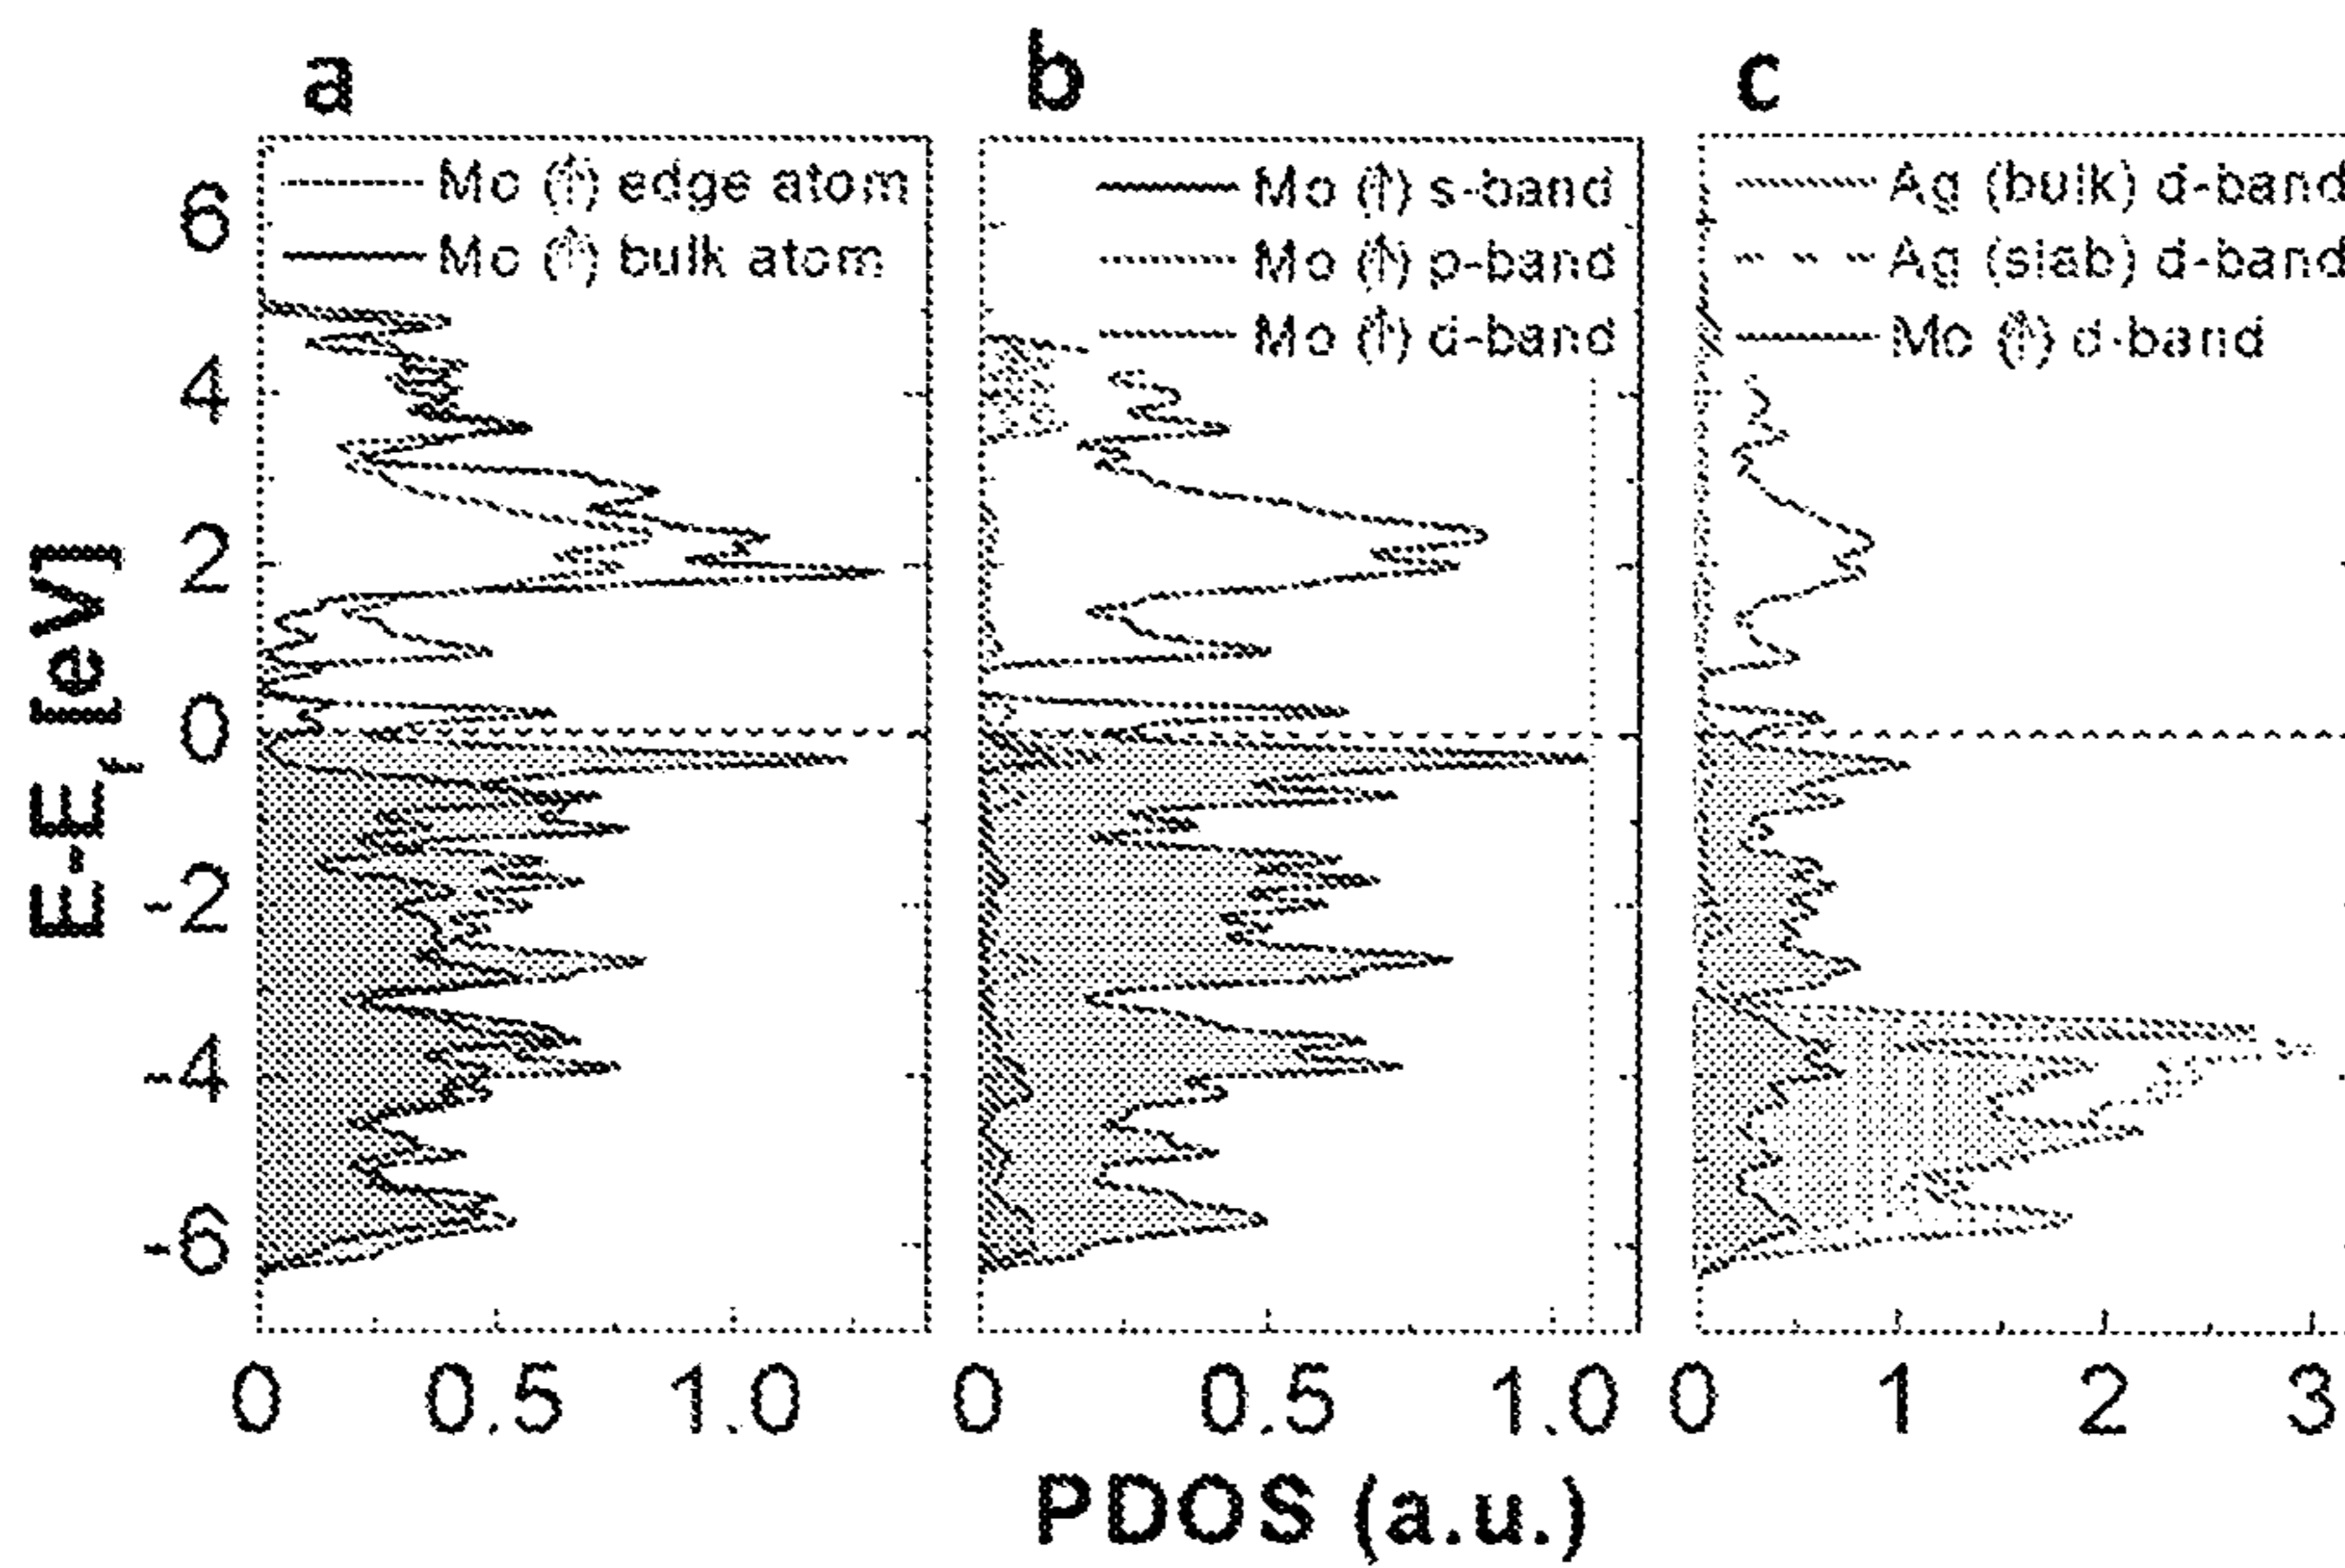 a
b
c
Mo (↑) edge atom
Mo (↑) bulk atom
Mo (↑) s-band
Mo (↑) p-band
Mo (↑) d-band
Ag (bulk) d-band
Ag (slab) d-band
Mo (↑) d-band
E-Ef [eV]
6
4
2
0
-2
-4
-6
0 0.5 1.0
0 0.5 1.0
0 1 2 3
PDOS (a.u.)